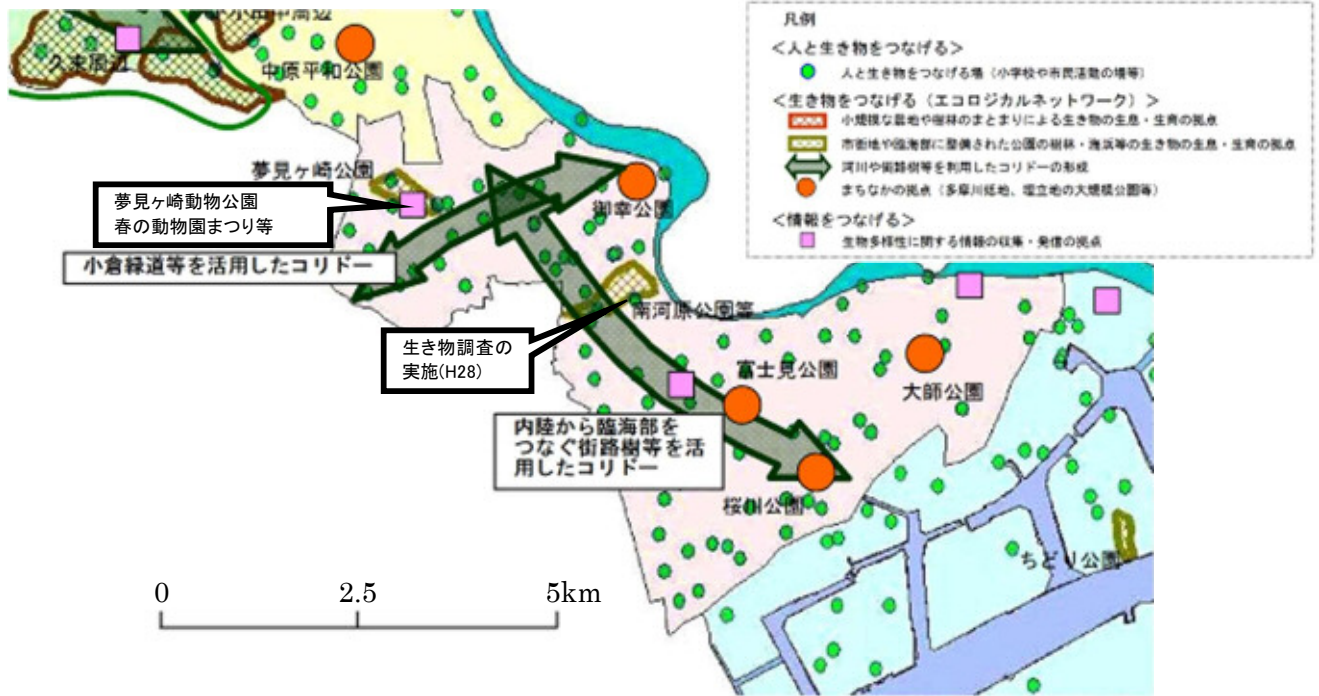 凡例
<人と生き物をつなげる>
人と生き物をつなげる場（小学校や市民活動の場等）
<生き物をつなげる（エコロジカルネットワーク）>
小規模な農地や樹林のまとまりによる生き物の生息・生育の拠点
市街地や臨海部に整備された公園の樹林・海浜等の生き物の生息・生育の拠点
河川や街路樹等を利用したコリドーの形成
まちなかの拠点（多摩川低地、埋立地の大規模公園等）
<情報をつなげる>
生物多様性に関する情報の収集・発信の拠点
久末周辺
中原平和公園
夢見ヶ崎公園
夢見ヶ崎動物公園
春の動物園まつり等
御幸公園
小倉緑道等を活用したコリドー
南河原公園等
生き物調査の
実施(H28)
富士見公園
大師公園
内陸から臨海部を
つなぐ街路樹等を活
用したコリドー
桜川公園
ちどり公園
0 2.5 5km